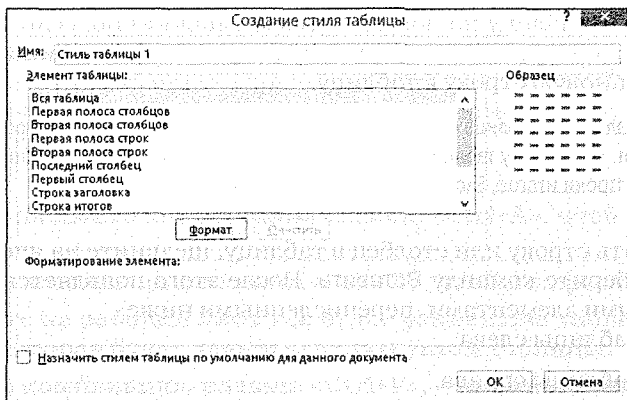 Создание стиля таблицы ?
Имя: Стиль таблицы 1
Элемент таблицы:
Образец
Вся таблица
Первая полоса столбцов
Вторая полоса столбцов
Первая полоса строк
Вторая полоса строк
Последний столбец
Первый столбец
Строка заголовка
Строка итогов
Формат
Форматирование элемента:
Назначить стилем таблицы по умолчанию для данного документа
ОК Отмена